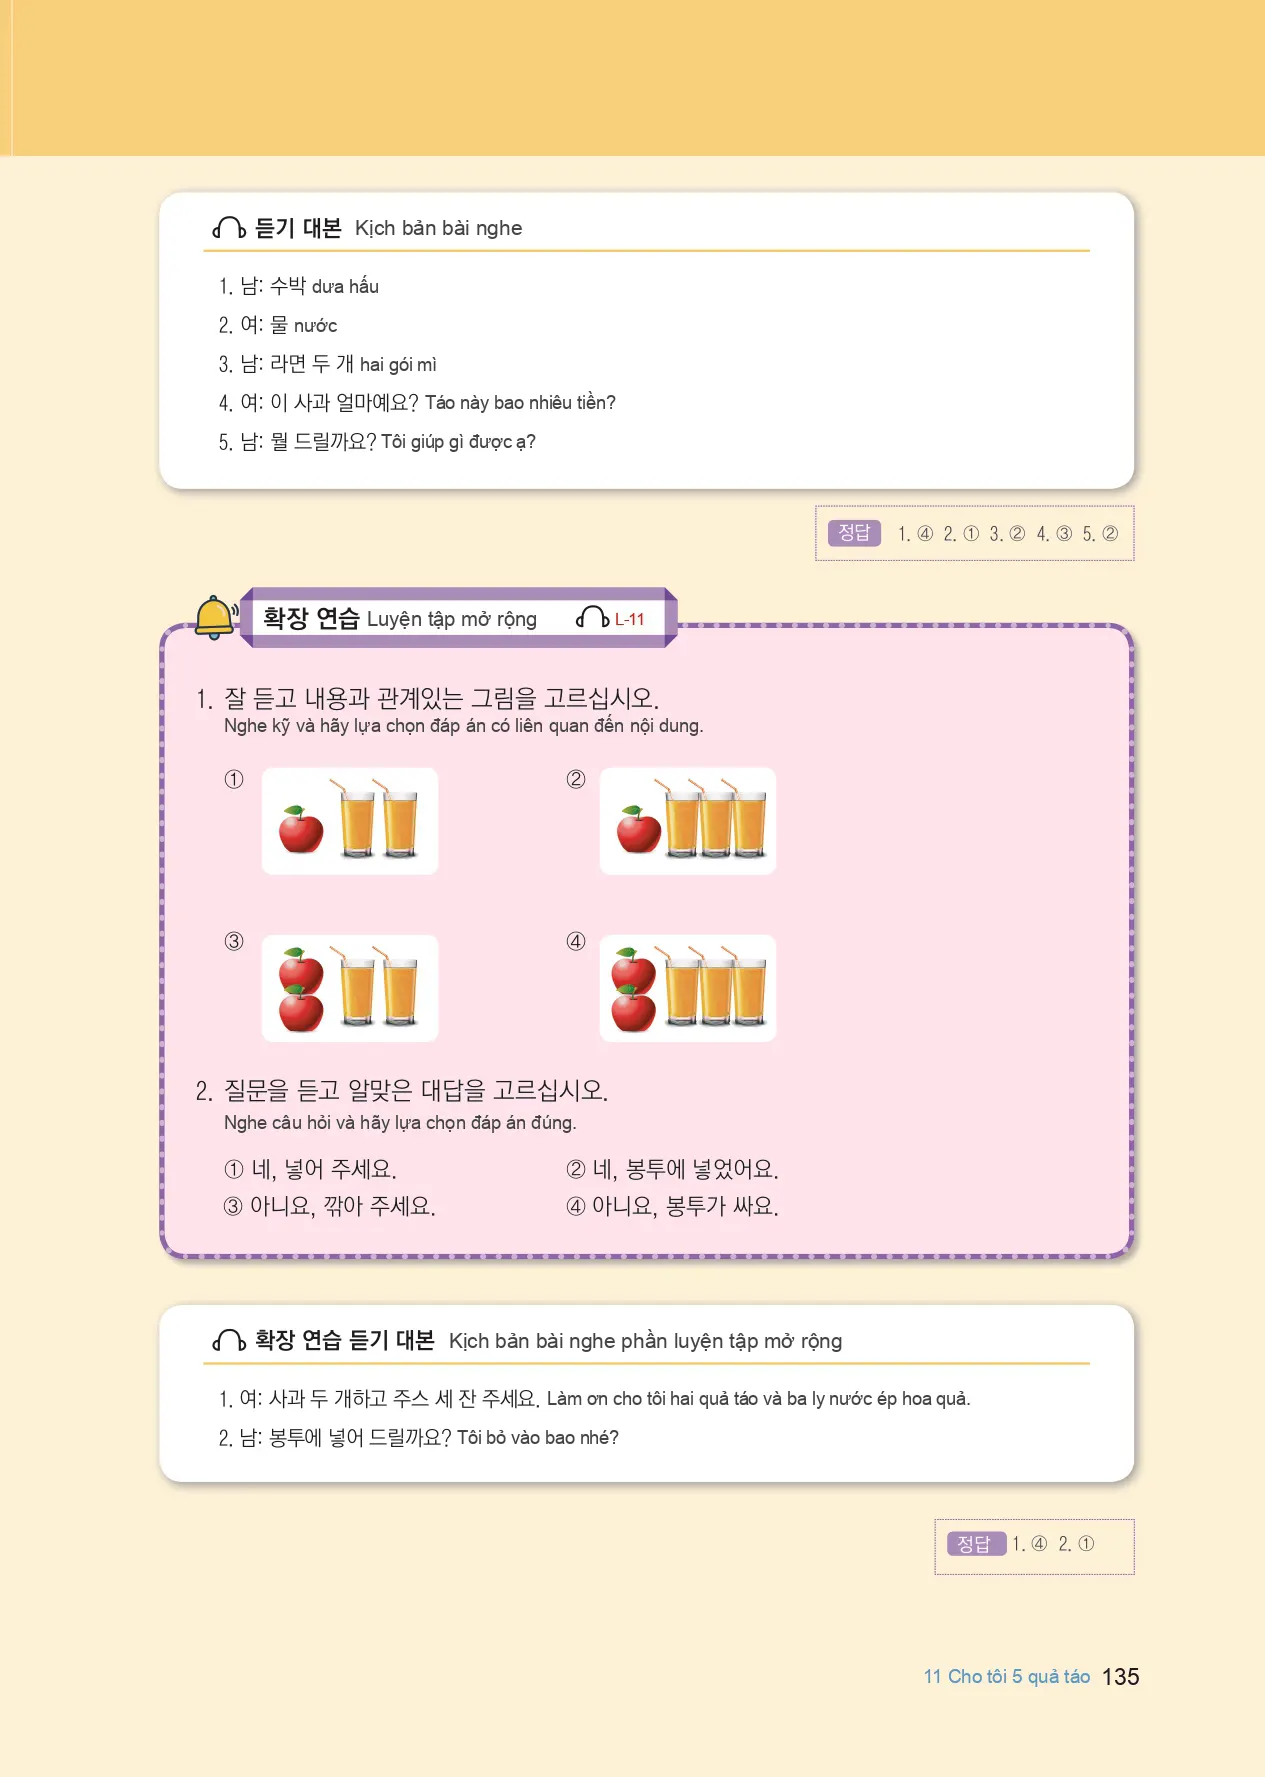 듣기 대본 Kịch bản bài nghe
1. 남: 수박 dưa hấu
2. 여: 물 nước
3. 남: 라면 두 개 hai gói mì
4. 여: 이 사과 얼마예요? Táo này bao nhiêu tiền?
5. 남: 뭘 드릴까요? Tôi giúp gì được ạ?
정답 1. ④ 2. ① 3. ② 4. ③ 5. ②
확장 연습 Luyện tập mở rộng L-11
1. 잘 듣고 내용과 관계있는 그림을 고르십시오.
Nghe kỹ và hãy lựa chọn đáp án có liên quan đến nội dung.
① ②
③ ④
2. 질문을 듣고 알맞은 대답을 고르십시오.
Nghe câu hỏi và hãy lựa chọn đáp án đúng.
① 네, 넣어 주세요. ② 네, 봉투에 넣었어요.
③ 아니요, 깎아 주세요. ④ 아니요, 봉투가 싸요.
확장 연습 듣기 대본 Kịch bản bài nghe phần luyện tập mở rộng
1. 여: 사과 두 개하고 주스 세 잔 주세요. Làm ơn cho tôi hai quả táo và ba ly nước ép hoa quả.
2. 남: 봉투에 넣어 드릴까요? Tôi bỏ vào bao nhé?
정답 1. ④ 2. ①
11 Cho tôi 5 quả táo 135